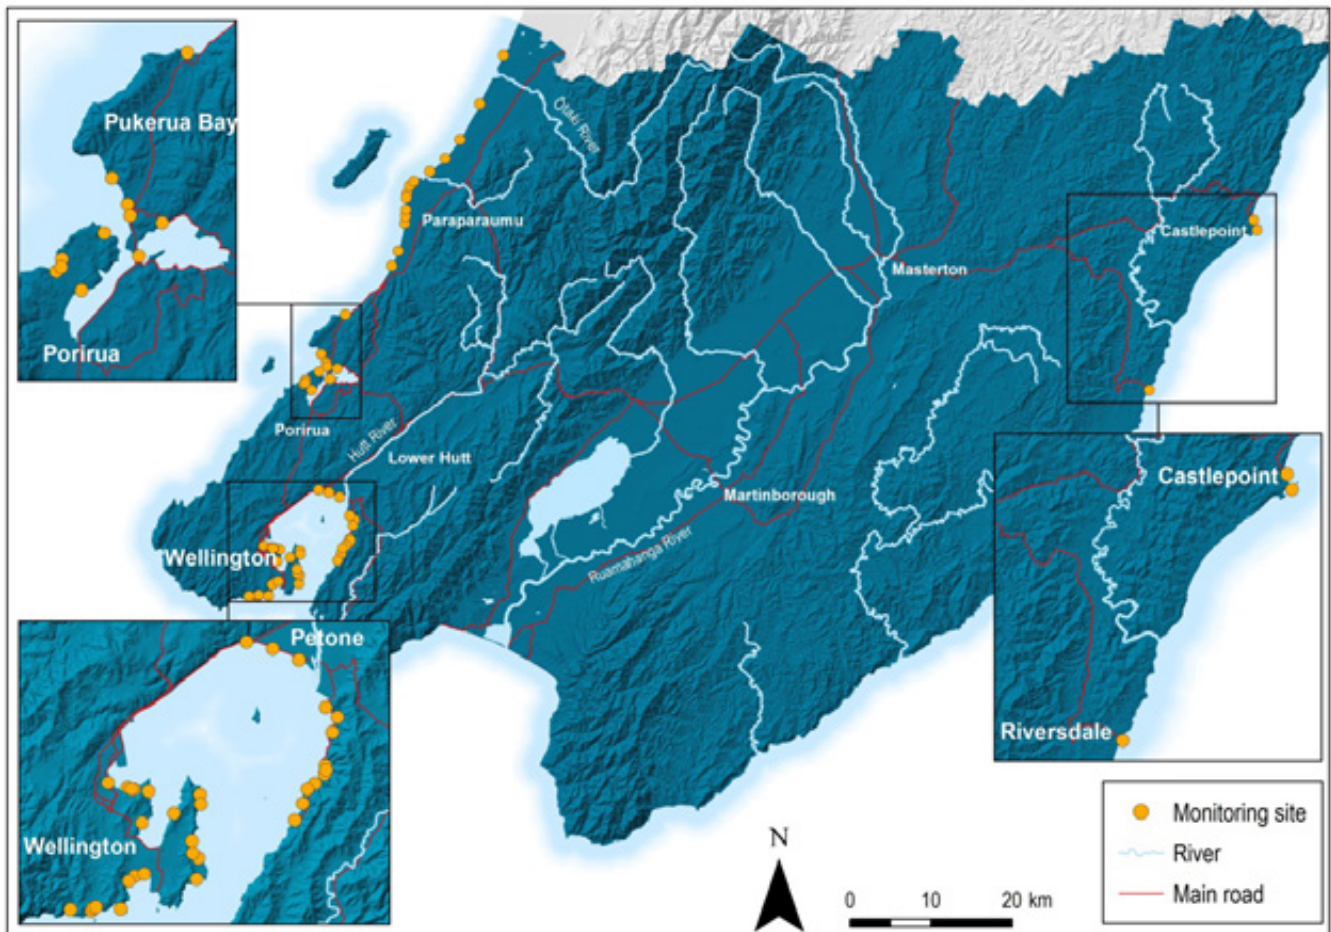 Pukerua Bay
Porirua
Ōtaki River
Paraparaumu
Masterton
Castlepoint
Porirua
Hutt River
Lower Hutt
Martinborough
Ruamahanga River
Wellington
Castlepoint
Riversdale
Petone
Wellington
N
0 10 20 km
Monitoring site
River
Main road